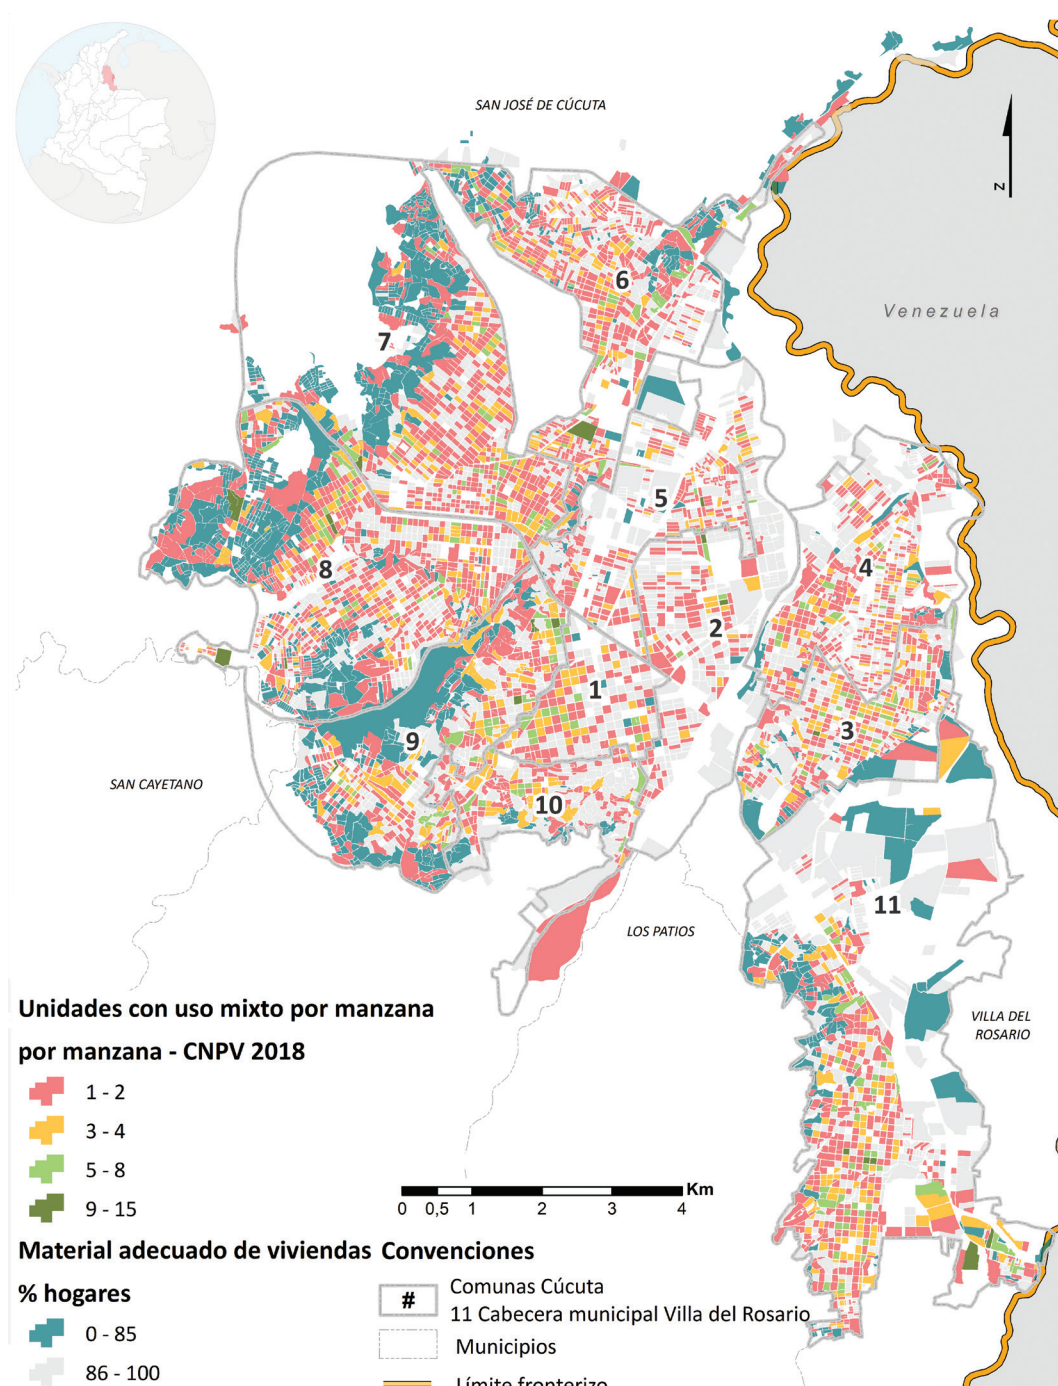 SAN JOSÉ DE CÚCUTA
N
Venezuela
6
7
5
4
8
2
1
3
9
10
SAN CAYETANO
11
LOS PATIOS
VILLA DEL
ROSARIO
Unidades con uso mixto por manzana
por manzana - CNPV 2018
1 - 2
3 - 4
5 - 8
9 - 15
Km
0 0,5 1 2 3 4
Material adecuado de viviendas
% hogares
0 - 85
86 - 100
Convenciones
#
Comunas Cúcuta
11 Cabecera municipal Villa del Rosario
Municipios
Límite fronterizo